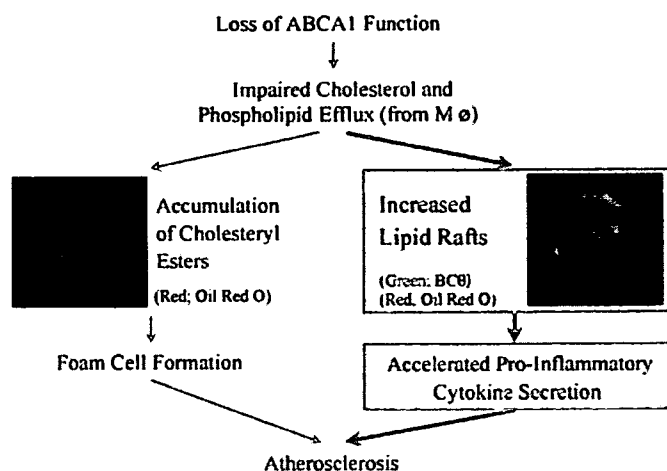 Loss of ABCA1 Function
Impaired Cholesterol and
Phospholipid Efflux (from M ø)
Accumulation
of Cholesteryl
Esters
(Red; Oil Red O)
Increased
Lipid Rafts
(Green: BCθ)
(Red. Oil Red O)
Foam Cell Formation
Accelerated Pro-Inflammatory
Cytokine Secretion
Atherosclerosis